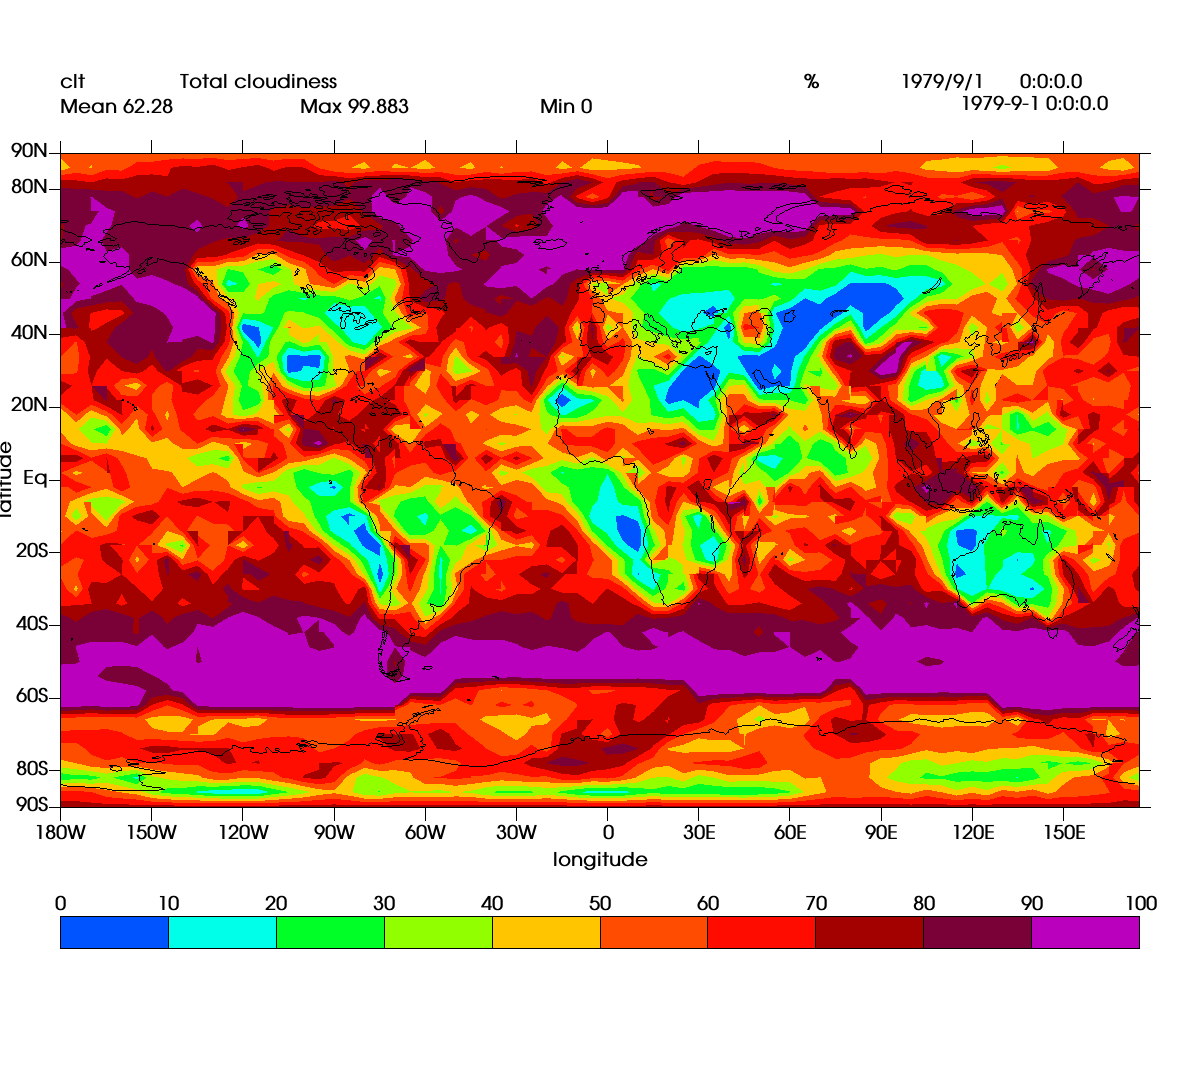 clt Total cloudiness % 1979/9/1 0:0:0.0
Mean 62.28 Max 99.883 Min 0 1979-9-1 0:0:0.0
90N
80N
60N
40N
20N
latitude
Eq
20S
40S
60S
80S
90S
180W 150W 120W 90W 60W 30W 0 30E 60E 90E 120E 150E
longitude
0 10 20 30 40 50 60 70 80 90 100